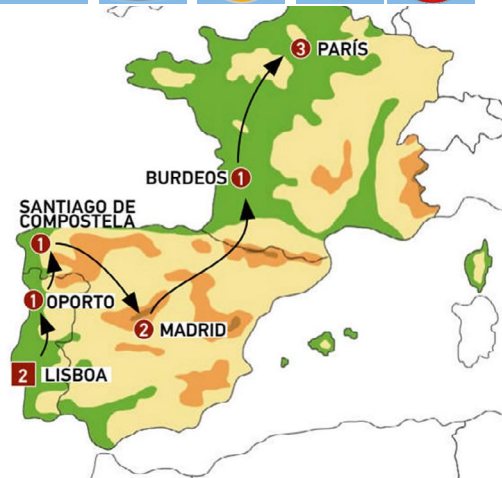 3 PARÍS
BURDEOS 1
SANTIAGO DE
COMPOSTELA
1
1 OPORTO
2 MADRID
2 LISBOA